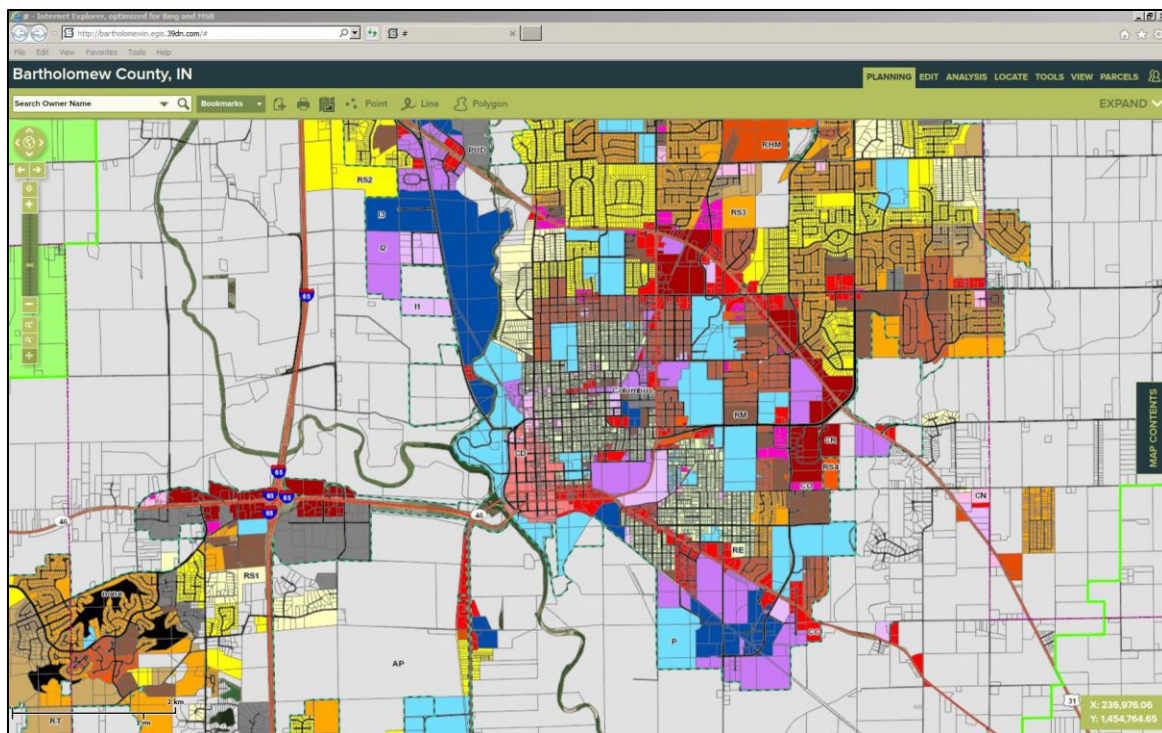 # - Internet Explorer, optimized for Bing and MSN
http://bartholomewin.egis.39dn.com/#
#
File Edit View Favorites Tools Help
Bartholomew County, IN
PLANNING EDIT ANALYSIS LOCATE TOOLS VIEW PARCELS
Search Owner Name
Bookmarks
Point
Line
Polygon
EXPAND
PUD
RHM
RS2
I3
RS3
I2
65
I1
Columbus
RM
CD
CR
RS4
65
65
65
CO
CN
46
46
RE
RS1
none
CC
P
AP
2 km
1 mi
RT
31
MAP CONTENTS
X: 236,976.06
Y: 1,454,764.65